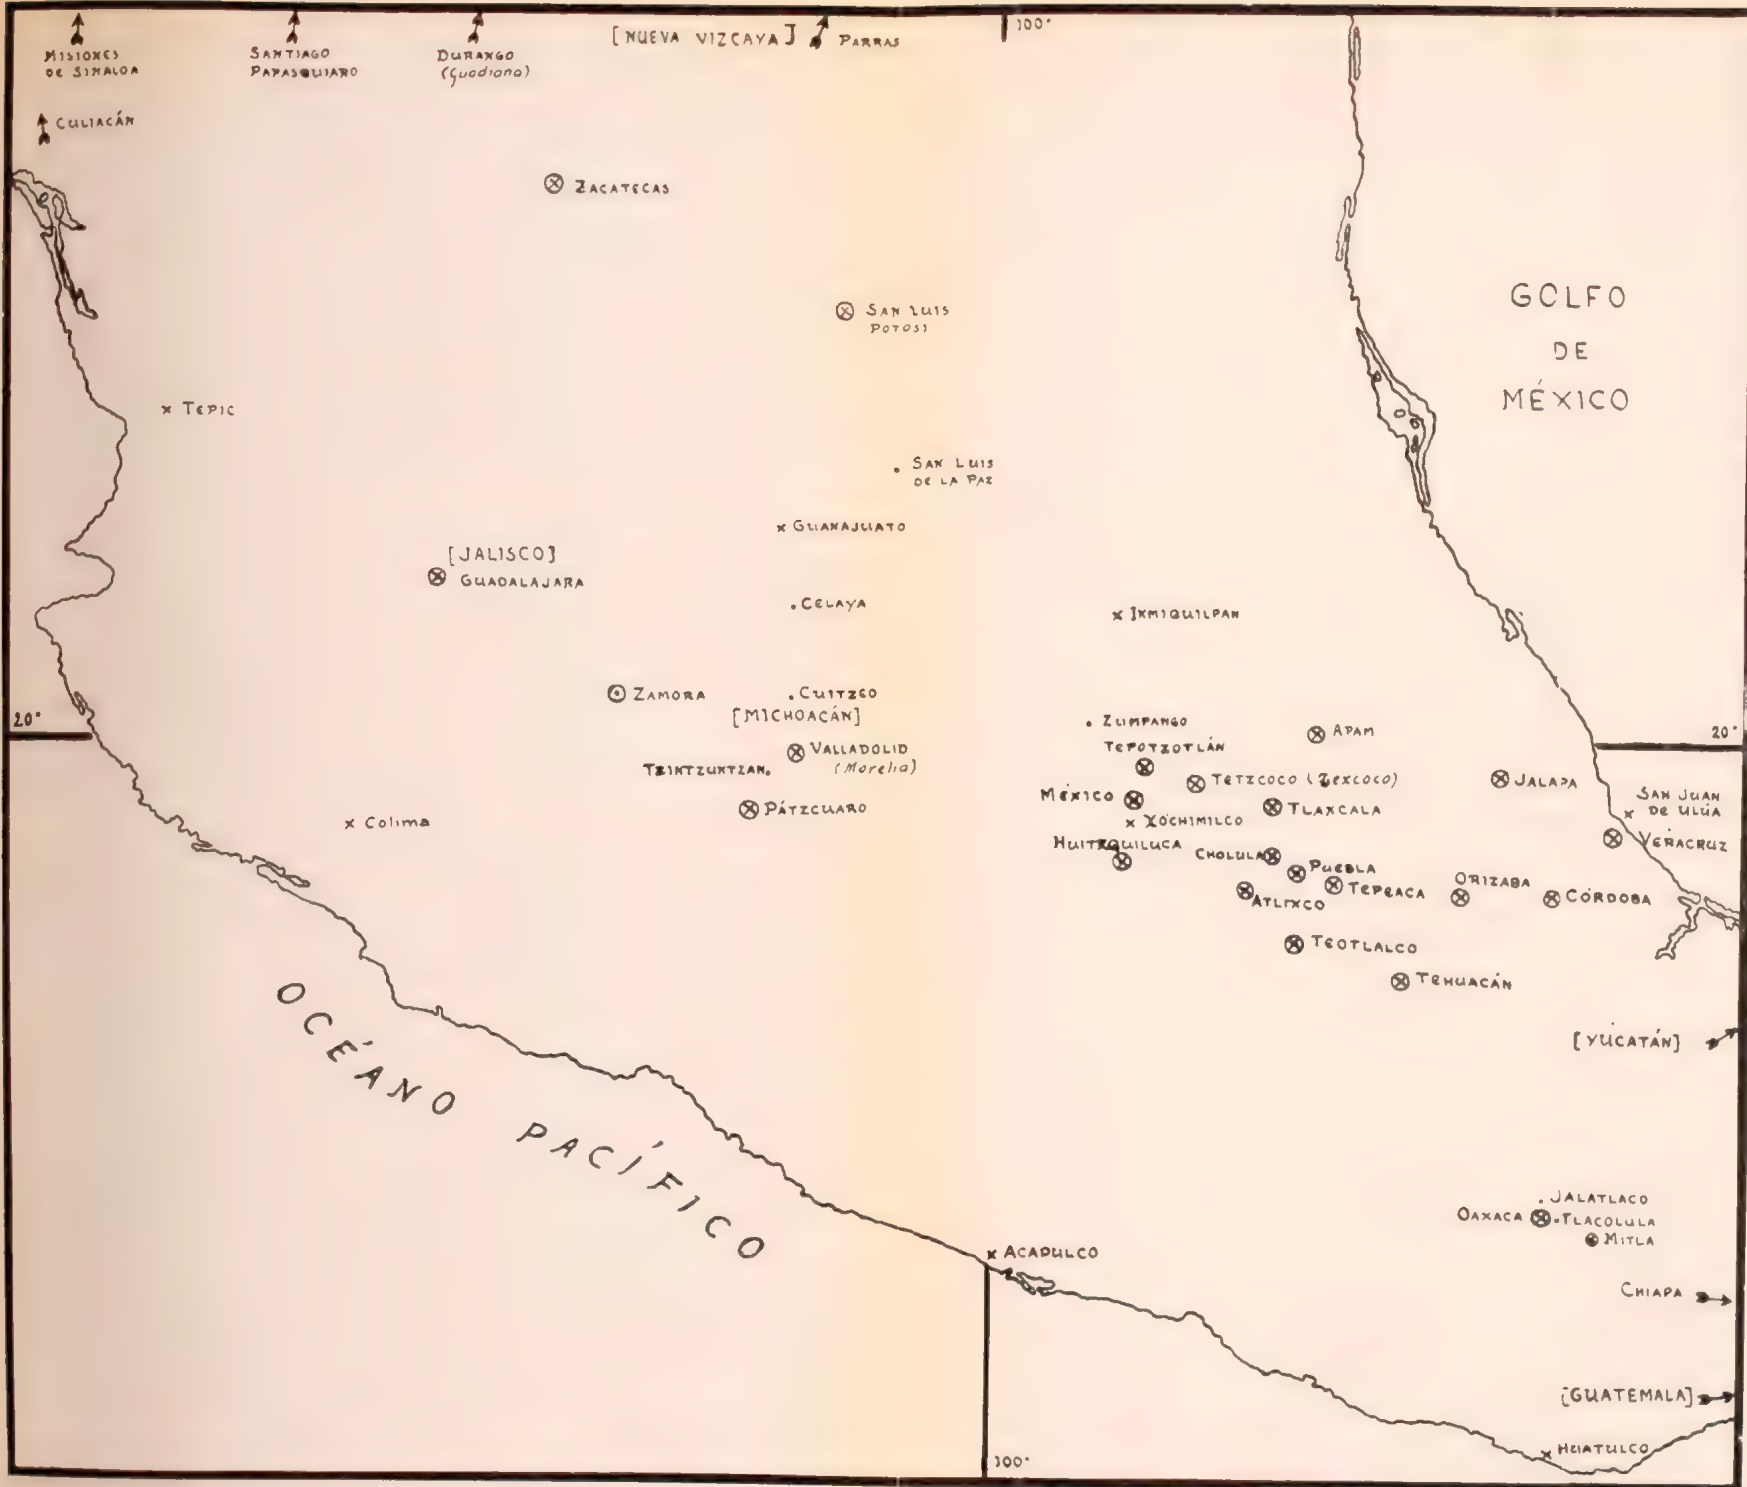 MISIONES
DE SINALOA
SANTIAGO
PAPASQUIARO
DURANGO
(Guadiana)
[NUEVA VIZCAYA]
PARRAS
100°
CULIACÁN
ZACATECAS
SAN LUIS
POTOSI
GOLFO
DE
MÉXICO
TEPIC
SAN LUIS
DE LA PAZ
GUANAJUATO
[JALISCO]
GUADALAJARA
CELAYA
IXMIQUILPAN
ZAMORA
CUITZEO
[MICHOACÁN]
20°
ZUMPANGO
TEPOTZOTLÁN
APAM
20°
VALLADOLID
(Morelia)
TZINTZUNTZAN
TETZCOCO (Texcoco)
JALAPA
MÉXICO
TLAXCALA
SAN JUAN
DE ULÚA
PÁTZCUARO
Colima
XOCHIMILCO
VERACRUZ
HUITZQUILUCA
CHOLULA
PUEBLA
TEPEACA
ORIZABA
CÓRDOBA
ATLIXCO
TEOTLALCO
TEHUACÁN
OCÉANO PACÍFICO
[YUCATÁN]
JALATLACO
OAXACA
TLACOLULA
MITLA
ACAPULCO
CHIAPA
[GUATEMALA]
HUATULCO
100°